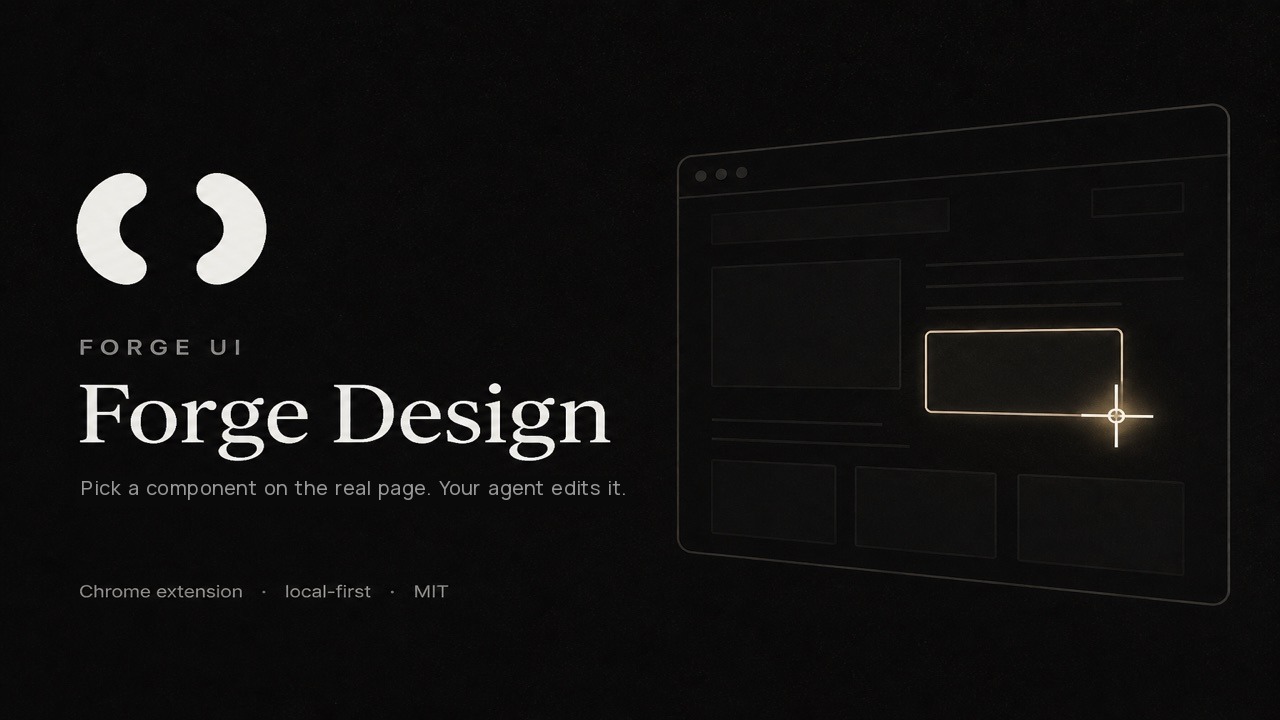 FORGE UI
Forge Design
Pick a component on the real page. Your agent edits it.
Chrome extension · local-first · MIT